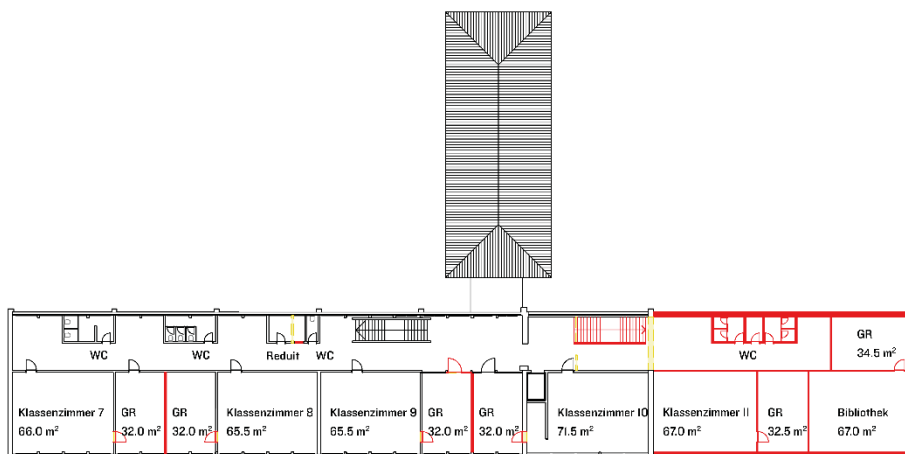 GR
34.5 m²
WC
WC
Reduit
WC
WC
Klassenzimmer 7
66.0 m²
GR
32.0 m²
GR
32.0 m²
Klassenzimmer 8
65.5 m²
Klassenzimmer 9
65.5 m²
GR
32.0 m²
GR
32.0 m²
Klassenzimmer 10
71.5 m²
Klassenzimmer 11
67.0 m²
GR
32.5 m²
Bibliothek
67.0 m²